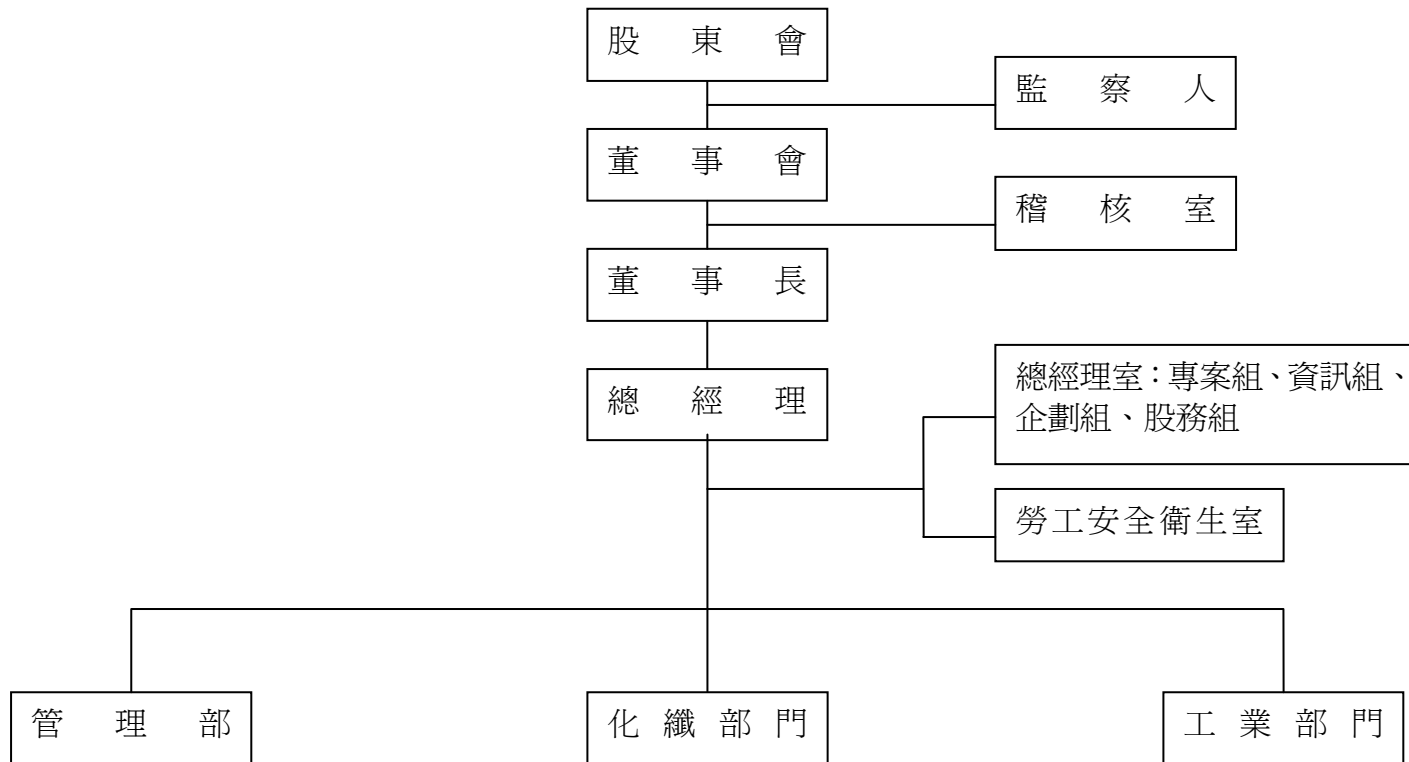 股東會
監察人
董事會
稽核室
董事長
總經理
總經理室：專案組、資訊組、
企劃組、股務組
勞工安全衛生室
管理部
化纖部門
工業部門